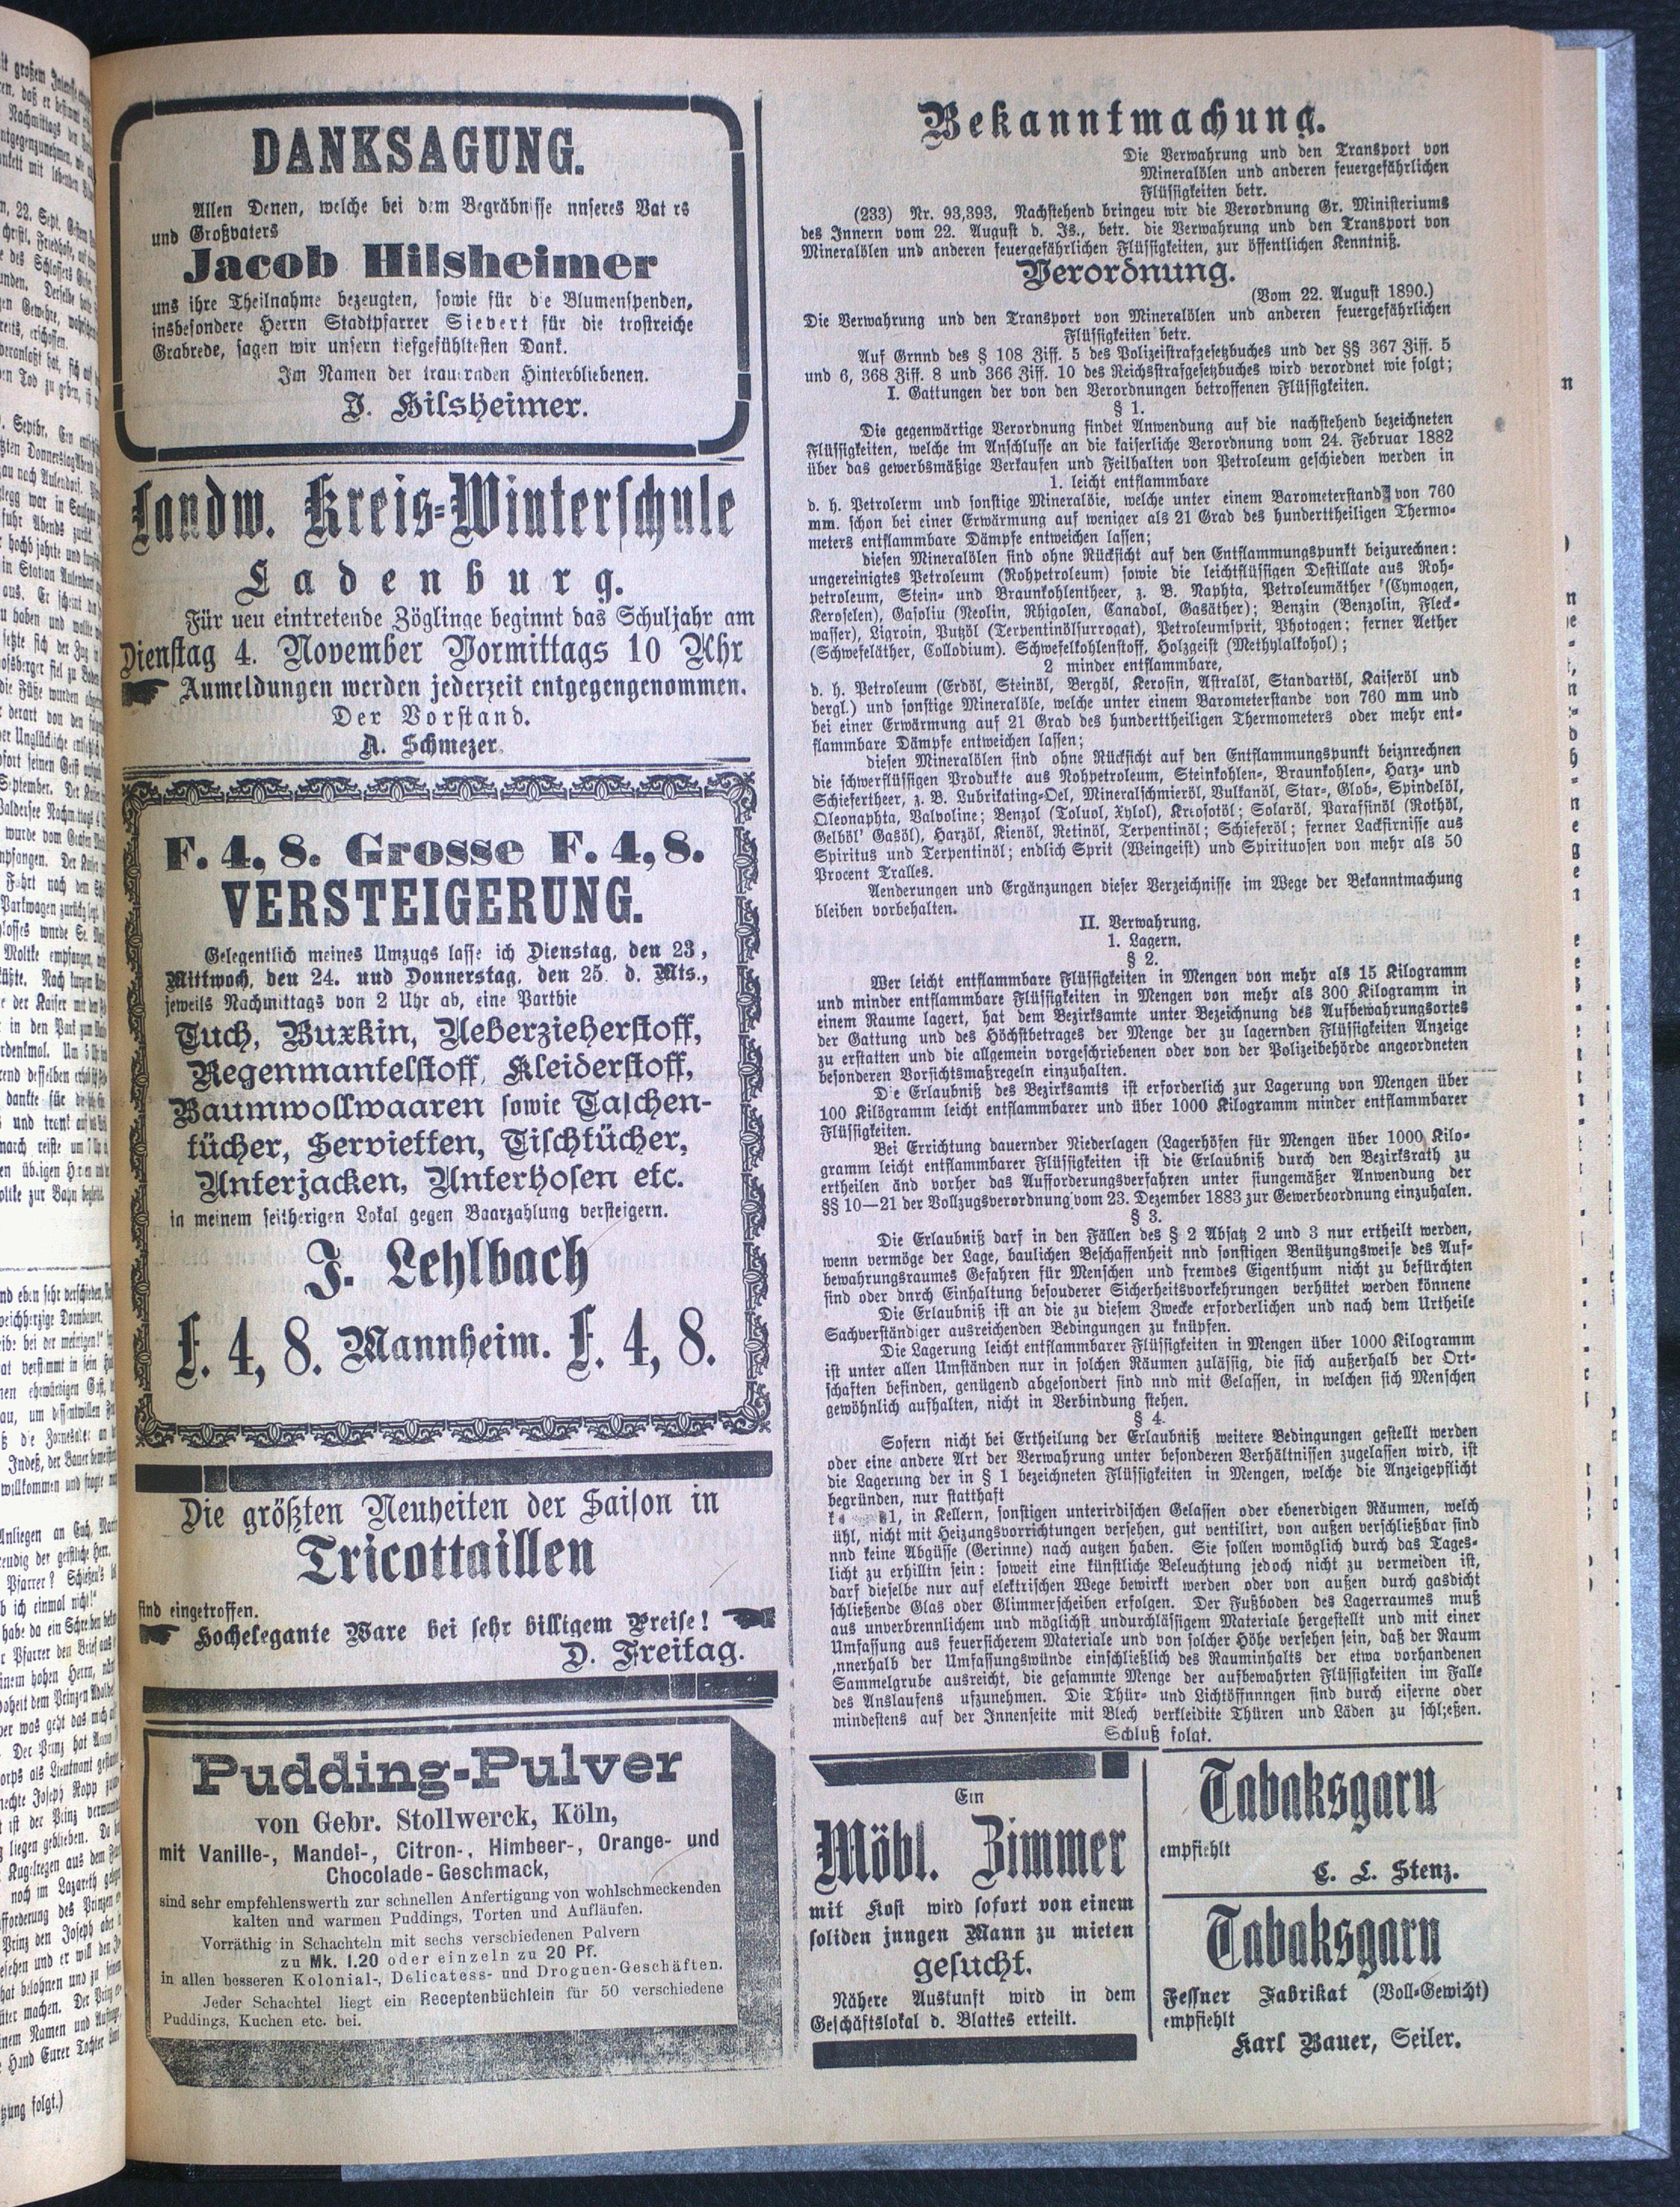 DANKSAGUNG.
Allen Denen, welche bei dem Begräbnisse nnseres Vat rs
und Großvaters
Jacob Hilsheimer
uns ihre Theilnahme bezeugten, sowie für die Blumenspenden,
insbesondere Herrn Stadtpfarrer Sievert für die trostreiche
Grabrede, sagen wir unsern tiefgefühltesten Dank.
Im Namen der trauernden Hinterbliebenen.
J. Hilsheimer.
Landw. Kreis-Winterschule
Ladenburg.
Für neu eintretende Zöglinge beginnt das Schuljahr am
Dienstag 4. November Vormittags 10 Uhr
Anmeldungen werden jederzeit entgegengenommen.
Der Vorstand.
A. Schmezer.
F. 4, 8. Grosse F. 4, 8.
VERSTEIGERUNG.
Gelegentlich meines Umzugs lasse ich Dienstag, den 23,
Mittwoch, den 24. und Donnerstag, den 25. d. Mts.,
jeweils Nachmittags von 2 Uhr ab, eine Parthie
Tuch, Buxkin, Ueberzieherstoff,
Regenmantelstoff, Kleiderstoff,
Baumwollwaaren sowie Taschen-
tücher, Servietten, Tischtücher,
Unterjacken, Unterhosen etc.
in meinem seitherigen Lokal gegen Baarzahlung versteigern.
J. Lehlbach
F. 4, 8. Mannheim. F. 4, 8.
Die größten Neuheiten der Saison in
Tricottaillen
sind eingetroffen.
Hochelegante Ware bei sehr billigem Preise!
D. Freitag.
Pudding-Pulver
von Gebr. Stollwerck, Köln,
mit Vanille-, Mandel-, Citron-, Himbeer-, Orange- und
Chocolade-Geschmack,
sind sehr empfehlenswerth zur schnellen Anfertigung von wohlschmeckenden
kalten und warmen Puddings, Torten und Aufläufen.
Vorräthig in Schachteln mit sechs verschiedenen Pulvern
zu Mk. 1.20 oder einzeln zu 20 Pf.
in allen besseren Kolonial-, Delicatess- und Droguen-Geschäften.
Jeder Schachtel liegt ein Receptenbüchlein für 50 verschiedene
Puddings, Kuchen etc. bei.
Bekanntmachung.
Die Verwahrung und den Transport von
Mineralölen und anderen feuergefährlichen
Flüssigkeiten betr.
(233) Nr. 93,393. Nachstehend bringeu wir die Verordnung Gr. Ministeriums
des Innern vom 22. August d. Js., betr. die Verwahrung und den Transport von
Mineralölen und anderen feuergefährlichen Flüssigkeiten, zur öffentlichen Kenntniß.
Verordnung.
(Vom 22. August 1890.)
Die Verwahrung und den Transport von Mineralölen und anderen feuergefährlichen
Flüssigkeiten betr.
Auf Grnnd des § 108 Ziff. 5 des Polizeistrafgesetzbuches und der §§ 367 Ziff. 5
und 6, 368 Ziff. 8 und 366 Ziff. 10 des Reichsstrafgesetzbuches wird verordnet wie folgt;
I. Gattungen der von den Verordnungen betroffenen Flüssigkeiten.
§ 1.
Die gegenwärtige Verordnung findet Anwendung auf die nachstehend bezeichneten
Flüssigkeiten, welche im Anschlusse an die kaiserliche Verordnung vom 24. Februar 1882
über das gewerbsmäßige Verkaufen und Feilhalten von Petroleum geschieden werden in
1. leicht entflammbare
d. h. Petrolerm und sonstige Mineralöie, welche unter einem Barometerstand von 760
mm. schon bei einer Erwärmung auf weniger als 21 Grad des hunderttheiligen Thermo-
meters entflammbare Dämpfe entweichen lassen;
diesen Mineralölen sind ohne Rücksicht auf den Entflammungspunkt beizurechnen:
ungereinigtes Petroleum (Rohpetroleum) sowie die leichtflüssigen Destillate aus Roh-
petroleum, Stein- und Braunkohlentheer, z. B. Naphta, Petroleumäther (Cymogen,
Keroselen), Gasoliu (Neolin, Rhigolen, Canadol, Gasäther); Benzin (Benzolin, Fleck-
wasser), Ligroin, Putzöl (Terpentinölsurrogat), Petroleumsprit, Photogen; ferner Aether
(Schwefeläther, Collodium). Schwefelkohlenstoff, Holzgeist (Methylalkohol);
2 minder entflammbare,
d. h. Petroleum (Erdöl, Steinöl, Bergöl, Kerosin, Astralöl, Standartöl, Kaiseröl und
dergl.) und sonstige Mineralöle, welche unter einem Barometerstande von 760 mm und
bei einer Erwärmung auf 21 Grad des hunderttheiligen Thermometers oder mehr ent-
flammbare Dämpfe entweichen lassen;
diesen Mineralölen sind ohne Rücksicht auf den Entflammungspunkt beiznrechnen
die schwerflüssigen Produkte aus Rohpetroleum, Steinkohlen-, Braunkohlen-, Harz- und
Schiefertheer, z. B. Lubrikating-Oel, Mineralschmieröl, Vulkanöl, Star-, Glob-, Spindelöl,
Oleonaphta, Valvoline; Benzol (Toluol, Xylol), Kreosotöl; Solaröl, Paraffinöl (Rothöl,
Gelböl' Gasöl), Harzöl, Kienöl, Retinöl, Terpentinöl; Schieferöl; ferner Lackfirnisse aus
Spiritus und Terpentinöl; endlich Sprit (Weingeist) und Spirituosen von mehr als 50
Procent Tralles.
Aenderungen und Ergänzungen dieser Verzeichnisse im Wege der Bekanntmachung
bleiben vorbehalten.
II. Verwahrung.
1. Lagern.
§ 2.
Wer leicht entflammbare Flüssigkeiten in Mengen von mehr als 15 Kilogramm
und minder entflammbare Flüssigkeiten in Mengen von mehr als 300 Kilogramm in
einem Raume lagert, hat dem Bezirksamte unter Bezeichnung des Aufbewahrungsortes
der Gattung und des Höchstbetrages der Menge der zu lagernden Flüssigkeiten Anzeige
zu erstatten und die allgemein vorgeschriebenen oder von der Polizeibehörde angeordneten
besonderen Vorsichtsmaßregeln einzuhalten.
Die Erlaubniß des Bezirksamts ist erforderlich zur Lagerung von Mengen über
100 Kilogramm leicht entflammbarer und über 1000 Kilogramm minder entflammbarer
Flüssigkeiten.
Bei Errichtung dauernder Niederlagen (Lagerhöfen für Mengen über 1000 Kilo-
gramm leicht entflammbarer Flüssigkeiten ist die Erlaubniß durch den Bezirksrath zu
ertheilen änd vorher das Aufforderungsverfahren unter siungemäßer Anwendung der
§§ 10—21 der Vollzugsverordnung vom 23. Dezember 1883 zur Gewerbeordnung einzuhalen.
§ 3.
Die Erlaubniß darf in den Fällen des § 2 Absatz 2 und 3 nur ertheilt werden,
wenn vermöge der Lage, baulichen Beschaffenheit nnd sonstigen Benützungsweise des Auf-
bewahrungsraumes Gefahren für Menschen und fremdes Eigenthum nicht zu befürchten
sind oder dnrch Einhaltung besouderer Sicherheitsvorkehrungen verhütet werden könnene
Die Erlaubniß ist an die zu diesem Zwecke erforderlichen und nach dem Urtheile
Sachverständiger ausreichenden Bedingungen zu knüpfen.
Die Lagerung leicht entflammbarer Flüssigkeiten in Mengen über 1000 Kilogramm
ist unter allen Umständen nur in solchen Räumen zulässig, die sich außerhalb der Ort-
schaften befinden, genügend abgesondert sind nnd mit Gelassen, in welchen sich Menschen
gewöhnlich aufhalten, nicht in Verbindung stehen.
§ 4.
Sofern nicht bei Ertheilung der Erlaubniß weitere Bedingungen gestellt werden
oder eine andere Art der Verwahrung unter besonderen Verhältnissen zugelassen wird, ist
die Lagerung der in § 1 bezeichneten Flüssigkeiten in Mengen, welche die Anzeigepflicht
begründen, nur statthaft
1, in Kellern, sonstigen unterirdischen Gelassen oder ebenerdigen Räumen, welch
ühl, nicht mit Heizungsvorrichtungen versehen, gut ventilirt, von außen verschließbar sind
nnd keine Abgüsse (Gerinne) nach autzen haben. Sie sollen womöglich durch das Tages-
licht zu erhilltn sein: soweit eine künstliche Beleuchtung jedoch nicht zu vermeiden ist,
darf dieselbe nur auf elektrischen Wege bewirkt werden oder von außen durch gasdicht
schließende Glas oder Glimmerscheiben erfolgen. Der Fußboden des Lagerraumes muß
aus unverbrennlichem und möglichst undurchlässigem Materiale hergestellt und mit einer
Umfassung aus feuersicherem Materiale und von solcher Höhe versehen sein, daß der Raum
,nnerhalb der Umfassungswünde einschließlich des Rauminhalts der etwa vorhandenen
Sammelgrube ausreicht, die gesammte Menge der aufbewahrten Flüssigkeiten im Falle
des Anslaufens ufzunehmen. Die Thür- und Lichtöffnnngen sind durch eiserne oder
mindestens auf der Innenseite mit Blech verkleidite Thüren und Läden zu schließen.
Schluß folgt.
Ein
Möbl. Zimmer
mit Kost wird sofort von einem
soliden jungen Mann zu mieten
gesucht.
Nähere Auskunft wird in dem
Geschäftslokal d. Blattes erteilt.
Tabaksgarn
empfiehlt
C. L. Stenz.
Tabaksgarn
Fessner Fabrikat (Voll-Gewicht)
empfiehlt
Karl Bauer, Seiler.